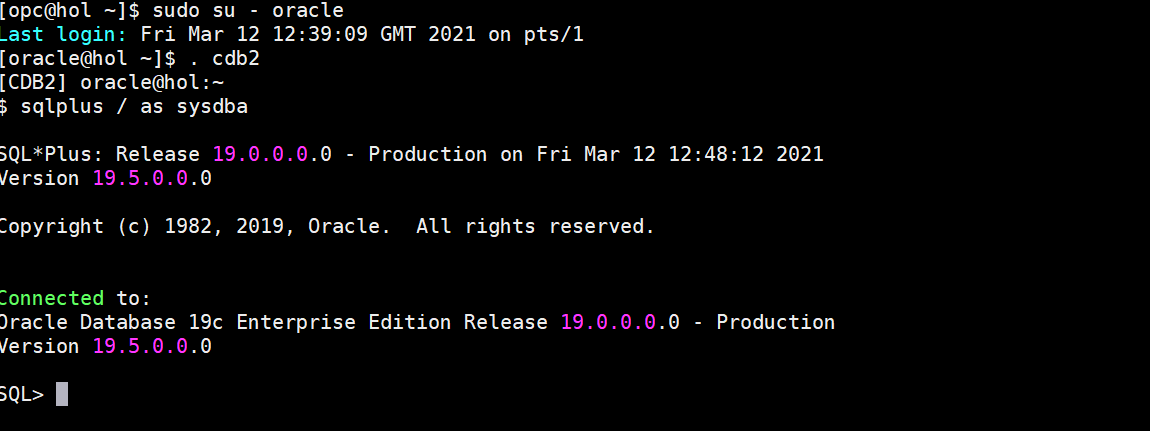 [opc@hol ~]$ sudo su - oracle
Last login: Fri Mar 12 12:39:09 GMT 2021 on pts/1
[oracle@hol ~]$ . cdb2
[CDB2] oracle@hol:~
$ sqlplus / as sysdba
SQL*Plus: Release 19.0.0.0.0 - Production on Fri Mar 12 12:48:12 2021
Version 19.5.0.0.0
Copyright (c) 1982, 2019, Oracle.  All rights reserved.
Connected to:
Oracle Database 19c Enterprise Edition Release 19.0.0.0.0 - Production
Version 19.5.0.0.0
SQL>